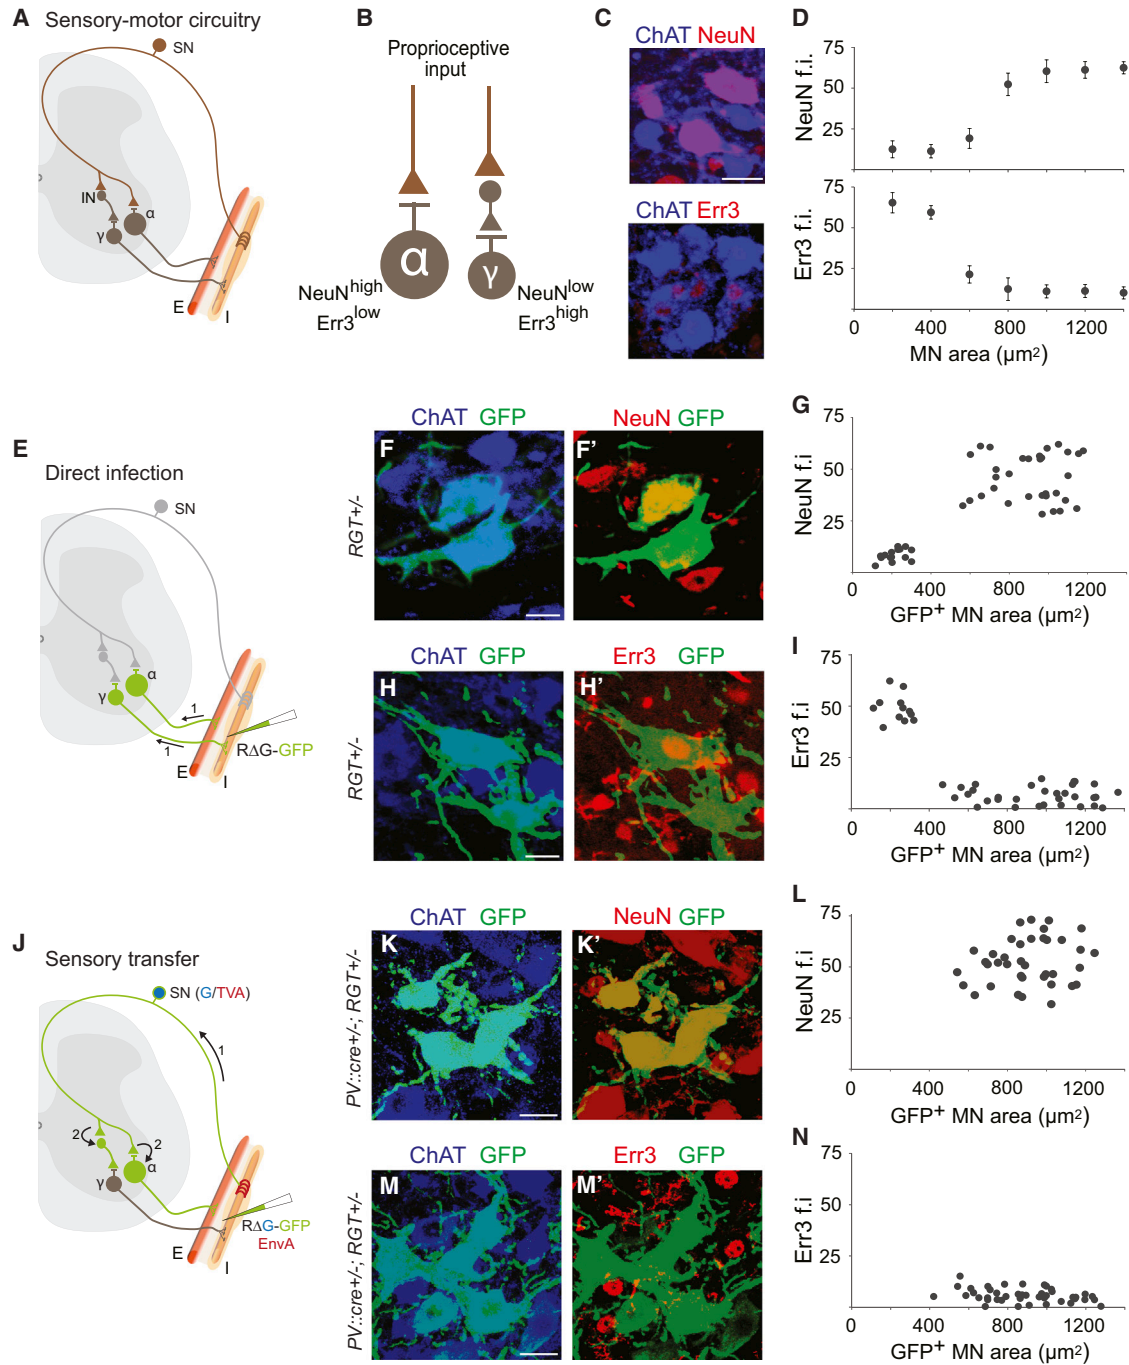 A Sensory-motor circuitry
SN
IN
α
γ
E
I
B
Proprioceptive
input
α
γ
NeuNhigh
Err3low
NeuNlow
Err3high
C
ChAT NeuN
ChAT Err3
D
NeuN f.i.
75
50
25
Err3 f.i.
75
50
25
0 400 800 1200
MN area (µm²)
E
Direct infection
SN
α
γ
1
1
E
I
R∆G-GFP
ChAT GFP
NeuN GFP
RGT+/-
F
F'
G
NeuN f.i
75
50
25
0 400 800 1200
GFP+ MN area (µm²)
ChAT GFP
Err3 GFP
RGT+/-
H
H'
I
Err3 f.i
75
50
25
0 400 800 1200
GFP+ MN area (µm²)
J
Sensory transfer
SN (G/TVA)
1
2
2
α
γ
E
I
R∆G-GFP
EnvA
ChAT GFP
NeuN GFP
PV::cre+/-; RGT+/-
K
K'
L
NeuN f.i
75
50
25
0 400 800 1200
GFP+ MN area (µm²)
ChAT GFP
Err3 GFP
PV::cre+/-; RGT+/-
M
M'
N
Err3 f.i
75
50
25
0 400 800 1200
GFP+ MN area (µm²)